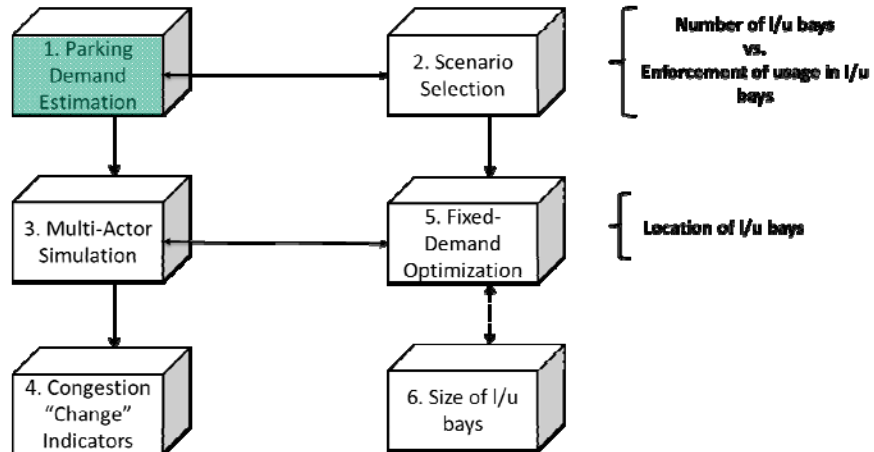 1. Parking
Demand
Estimation
2. Scenario
Selection
Number of l/u bays
vs.
Enforcement of usage in l/u
bays
3. Multi-Actor
Simulation
5. Fixed-
Demand
Optimization
Location of l/u bays
4. Congestion
“Change”
Indicators
6. Size of l/u
bays